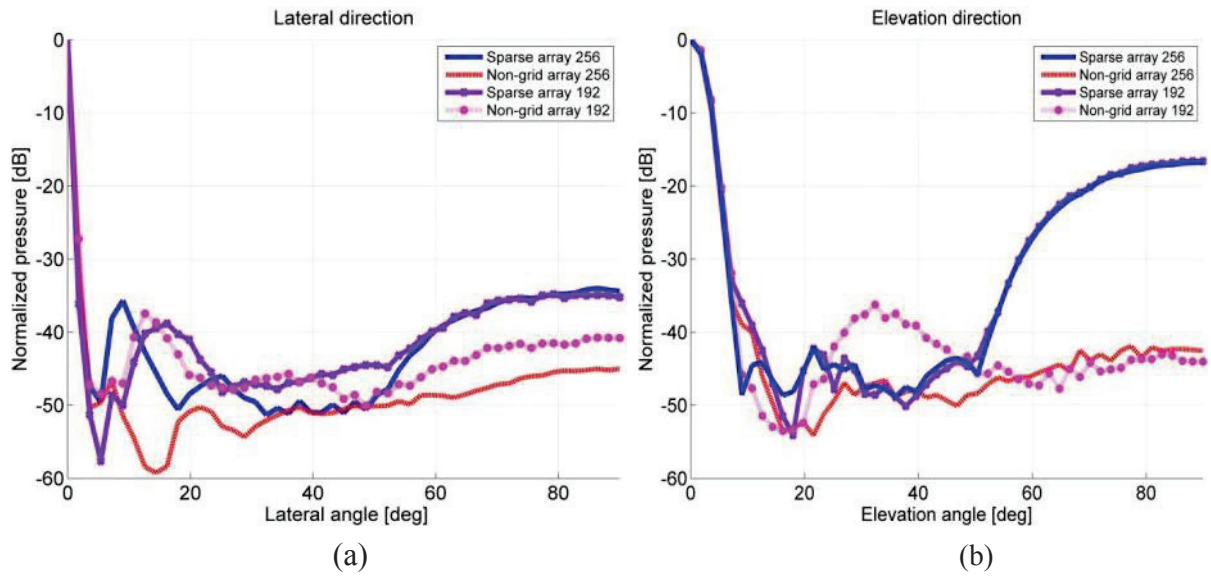 Lateral direction
0
-10
-20
-30
-40
-50
-60
Normalized pressure [dB]
Sparse array 256
Non-grid array 256
Sparse array 192
Non-grid array 192
0
20
40
60
80
Lateral angle [deg]
(a)
Elevation direction
0
-10
-20
-30
-40
-50
-60
Normalized pressure [dB]
Sparse array 256
Non-grid array 256
Sparse array 192
Non-grid array 192
0
20
40
60
80
Elevation angle [deg]
(b)